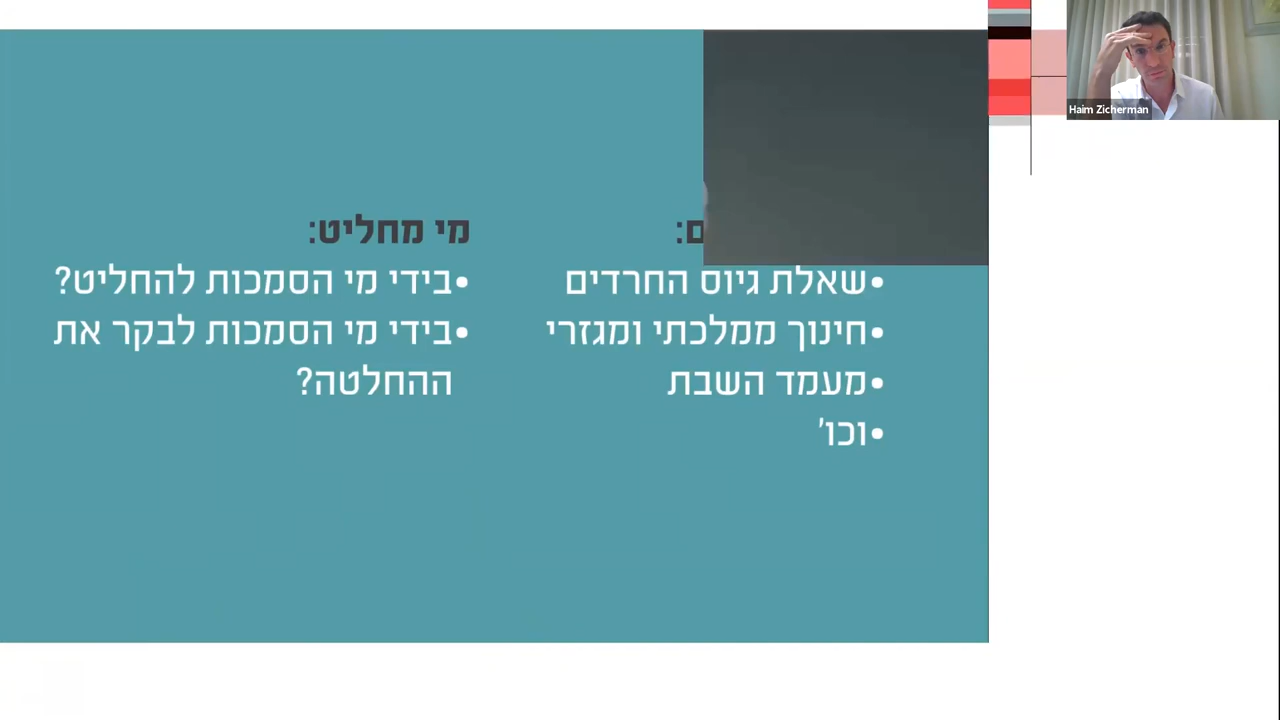 שאלת גיוס החרדים•
חינוך ממלכתי ומגזרי•
מעמד השבת•
וכו'•
מי מחליט:
בידי מי הסמכות להחליט?•
בידי מי הסמכות לבקר את•
ההחלטה?
Haim Zicherman